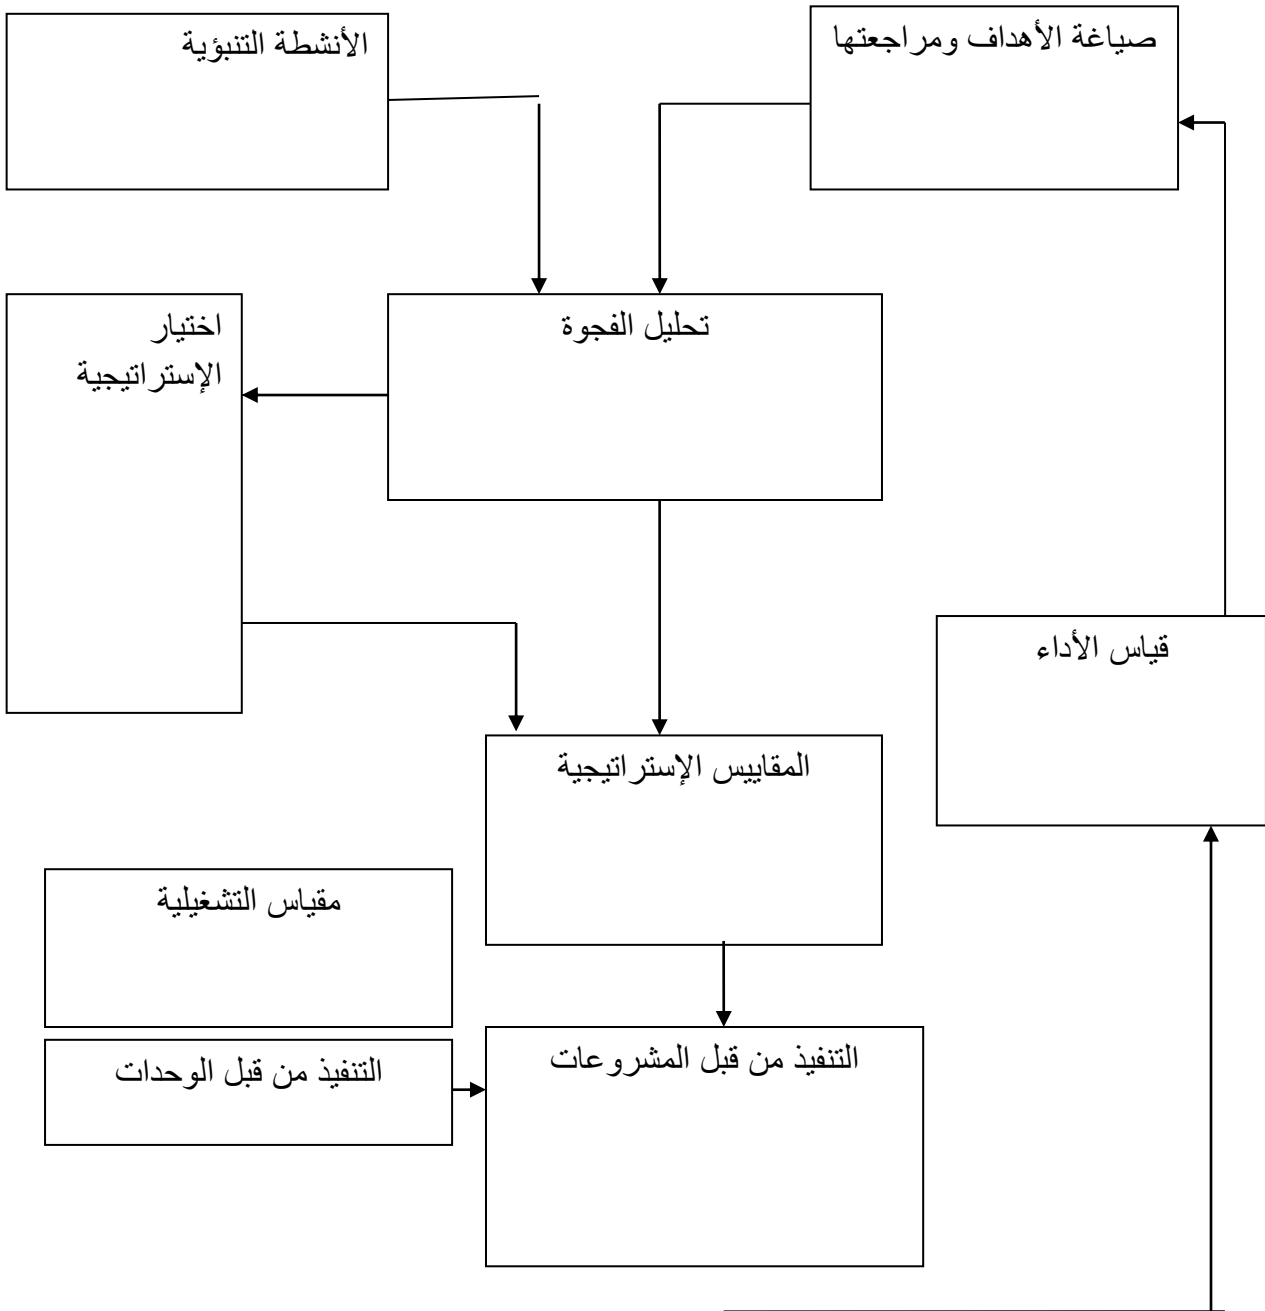 صياغة الأهداف ومراجعتها
الأنشطة التنبؤية
تحليل الفجوة
اختيار
الإستراتيجية
قياس الأداء
المقاييس الإستراتيجية
مقياس التشغيلية
التنفيذ من قبل المشروعات
التنفيذ من قبل الوحدات